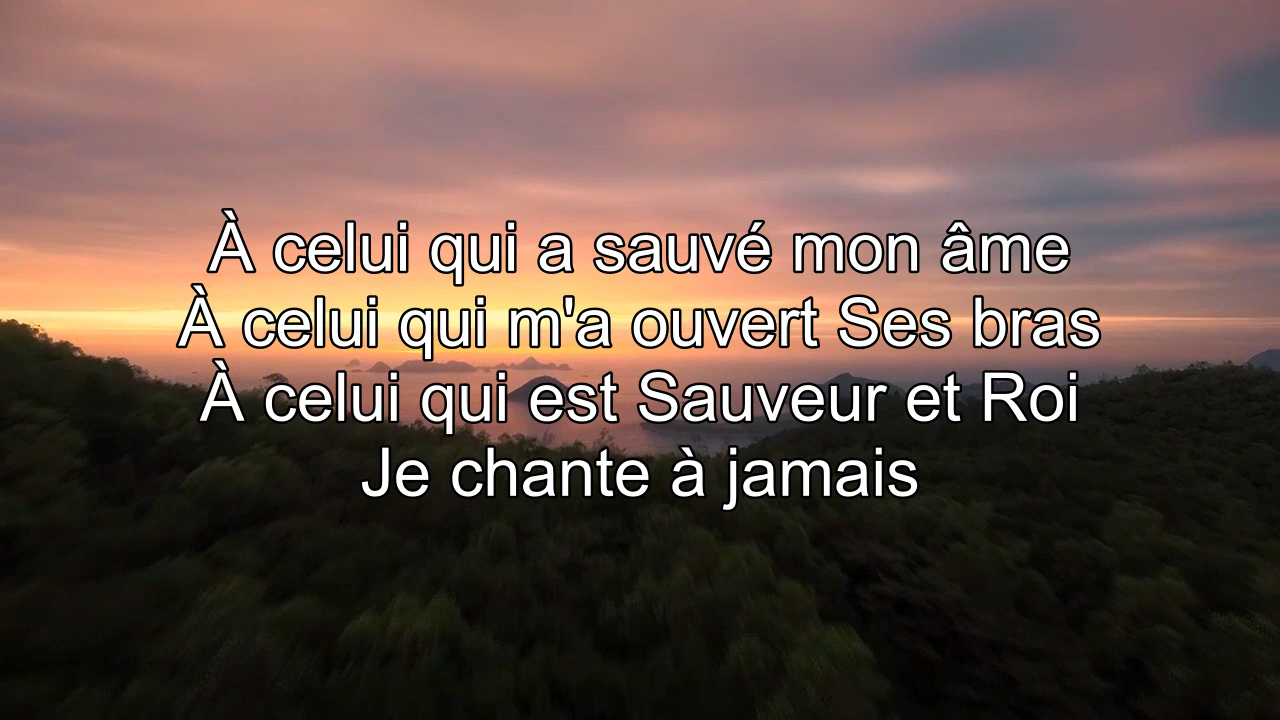 À celui qui a sauvé mon âme
À celui qui m'a ouvert Ses bras
À celui qui est Sauveur et Roi
Je chante à jamais